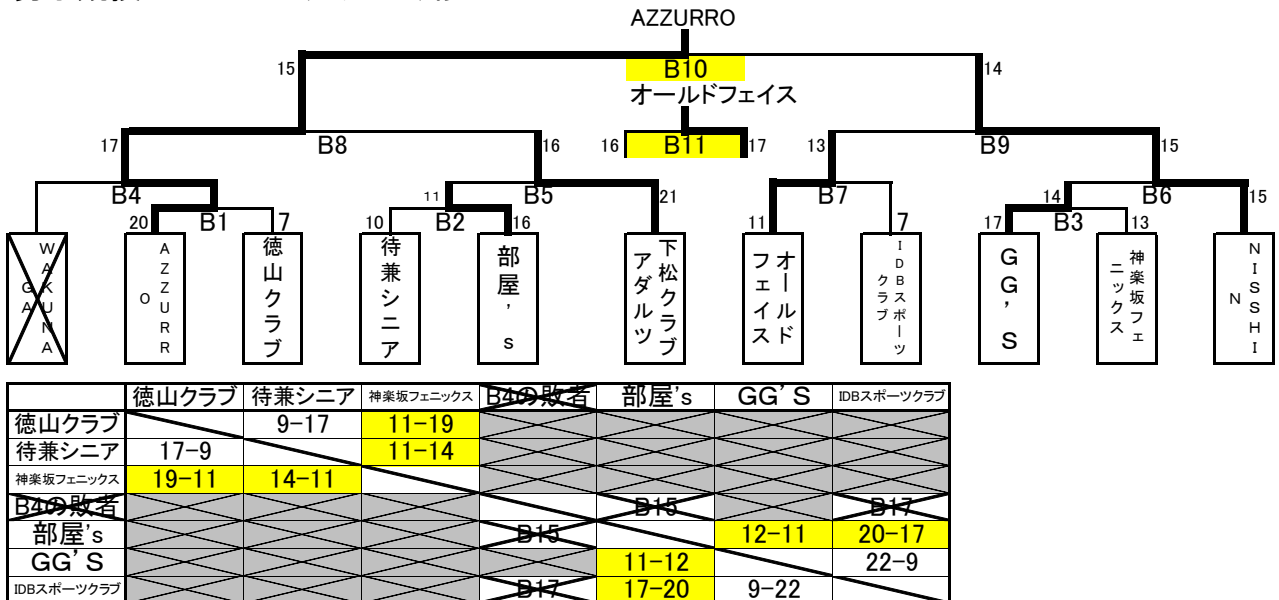 AZZURRO
15
B10
14
オールドフェイス
17
B8
16
16
B11
17
13
B9
15
B4
11
B5
21
B7
14
B6
15
20
B1
7
10
B2
16
11
7
17
B3
13
WAKUNAGA
AZZURRO
徳山クラブ
待兼シニア
部屋's
下松クラブアダルツ
オールドフェイス
IDBスポーツクラブ
GG'S
神楽坂フェニックス
NISSHIN
徳山クラブ 待兼シニア 神楽坂フェニックス B4の敗者 部屋's GG'S IDBスポーツクラブ
徳山クラブ 9-17 11-19
待兼シニア 17-9 11-14
神楽坂フェニックス 19-11 14-11
B4の敗者 B15 B17
部屋's B15 12-11 20-17
GG'S 11-12 22-9
IDBスポーツクラブ B17 17-20 9-22